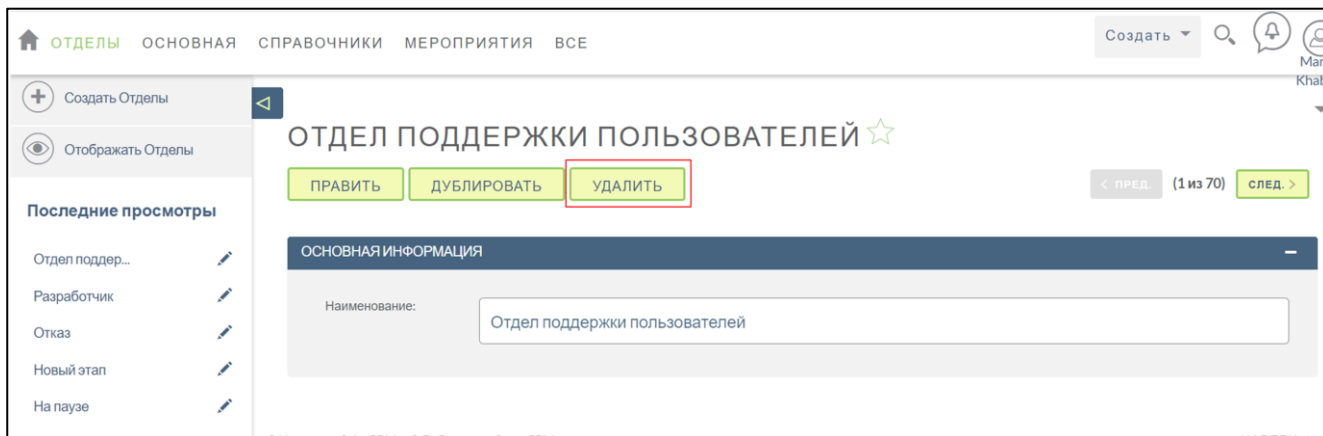 ОТДЕЛЫ ОСНОВНАЯ СПРАВОЧНИКИ МЕРОПРИЯТИЯ ВСЕ Создать
Создать Отделы
Отображать Отделы
Последние просмотры
Отдел поддер...
Разработчик
Отказ
Новый этап
На паузе
ОТДЕЛ ПОДДЕРЖКИ ПОЛЬЗОВАТЕЛЕЙ
ПРАВИТЬ ДУБЛИРОВАТЬ УДАЛИТЬ < ПРЕД. (1 из 70) СЛЕД. >
ОСНОВНАЯ ИНФОРМАЦИЯ
Наименование:
Отдел поддержки пользователей